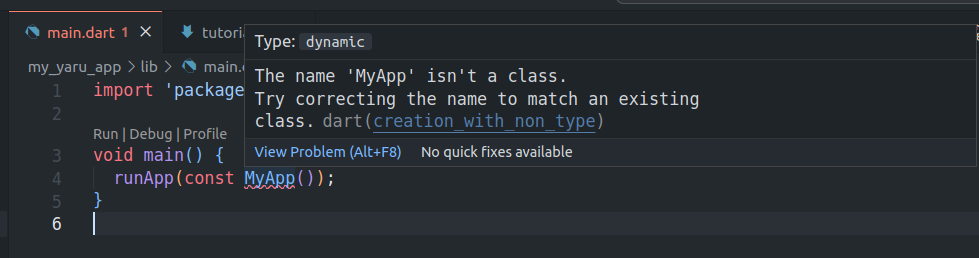 main.dart 1 ×
tutori
Type: dynamic
my_yaru_app > lib > main.
The name 'MyApp' isn't a class.
Try correcting the name to match an existing
class. dart(creation_with_non_type)
View Problem (Alt+F8) No quick fixes available
1 import 'package
2
Run | Debug | Profile
3 void main() {
4 runApp(const MyApp());
5 }
6